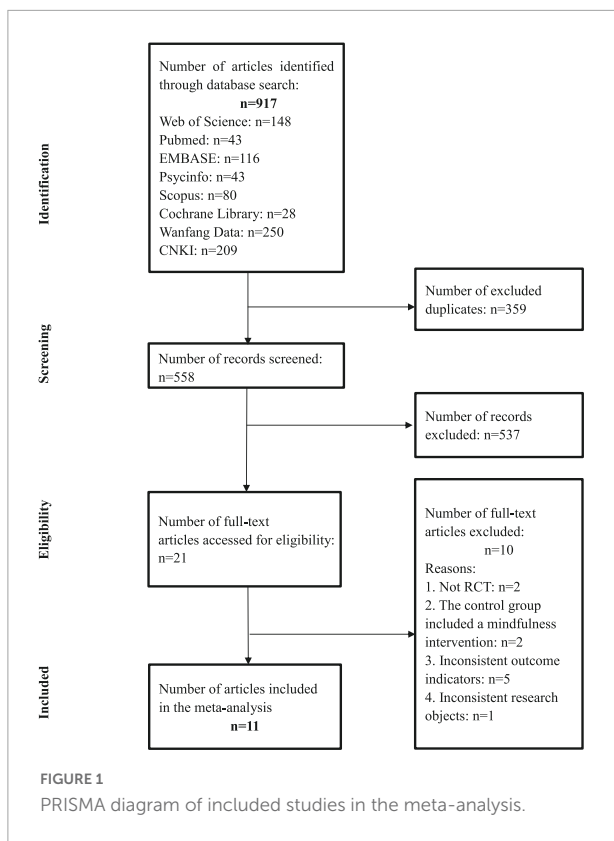 Identification
Number of articles identified
through database search:
n=917
Web of Science: n=148
Pubmed: n=43
EMBASE: n=116
Psycinfo: n=43
Scopus: n=80
Cochrane Library: n=28
Wanfang Data: n=250
CNKI: n=209
Number of excluded
duplicates: n=359
Screening
Number of records screened:
n=558
Number of records
excluded: n=537
Eligibility
Number of full-text
articles accessed for eligibility:
n=21
Number of full-text
articles excluded:
n=10
Reasons:
1. Not RCT: n=2
2. The control group
included a mindfulness
intervention: n=2
3. Inconsistent outcome
indicators: n=5
4. Inconsistent research
objects: n=1
Included
Number of articles included
in the meta-analysis
n=11
FIGURE 1
PRISMA diagram of included studies in the meta-analysis.